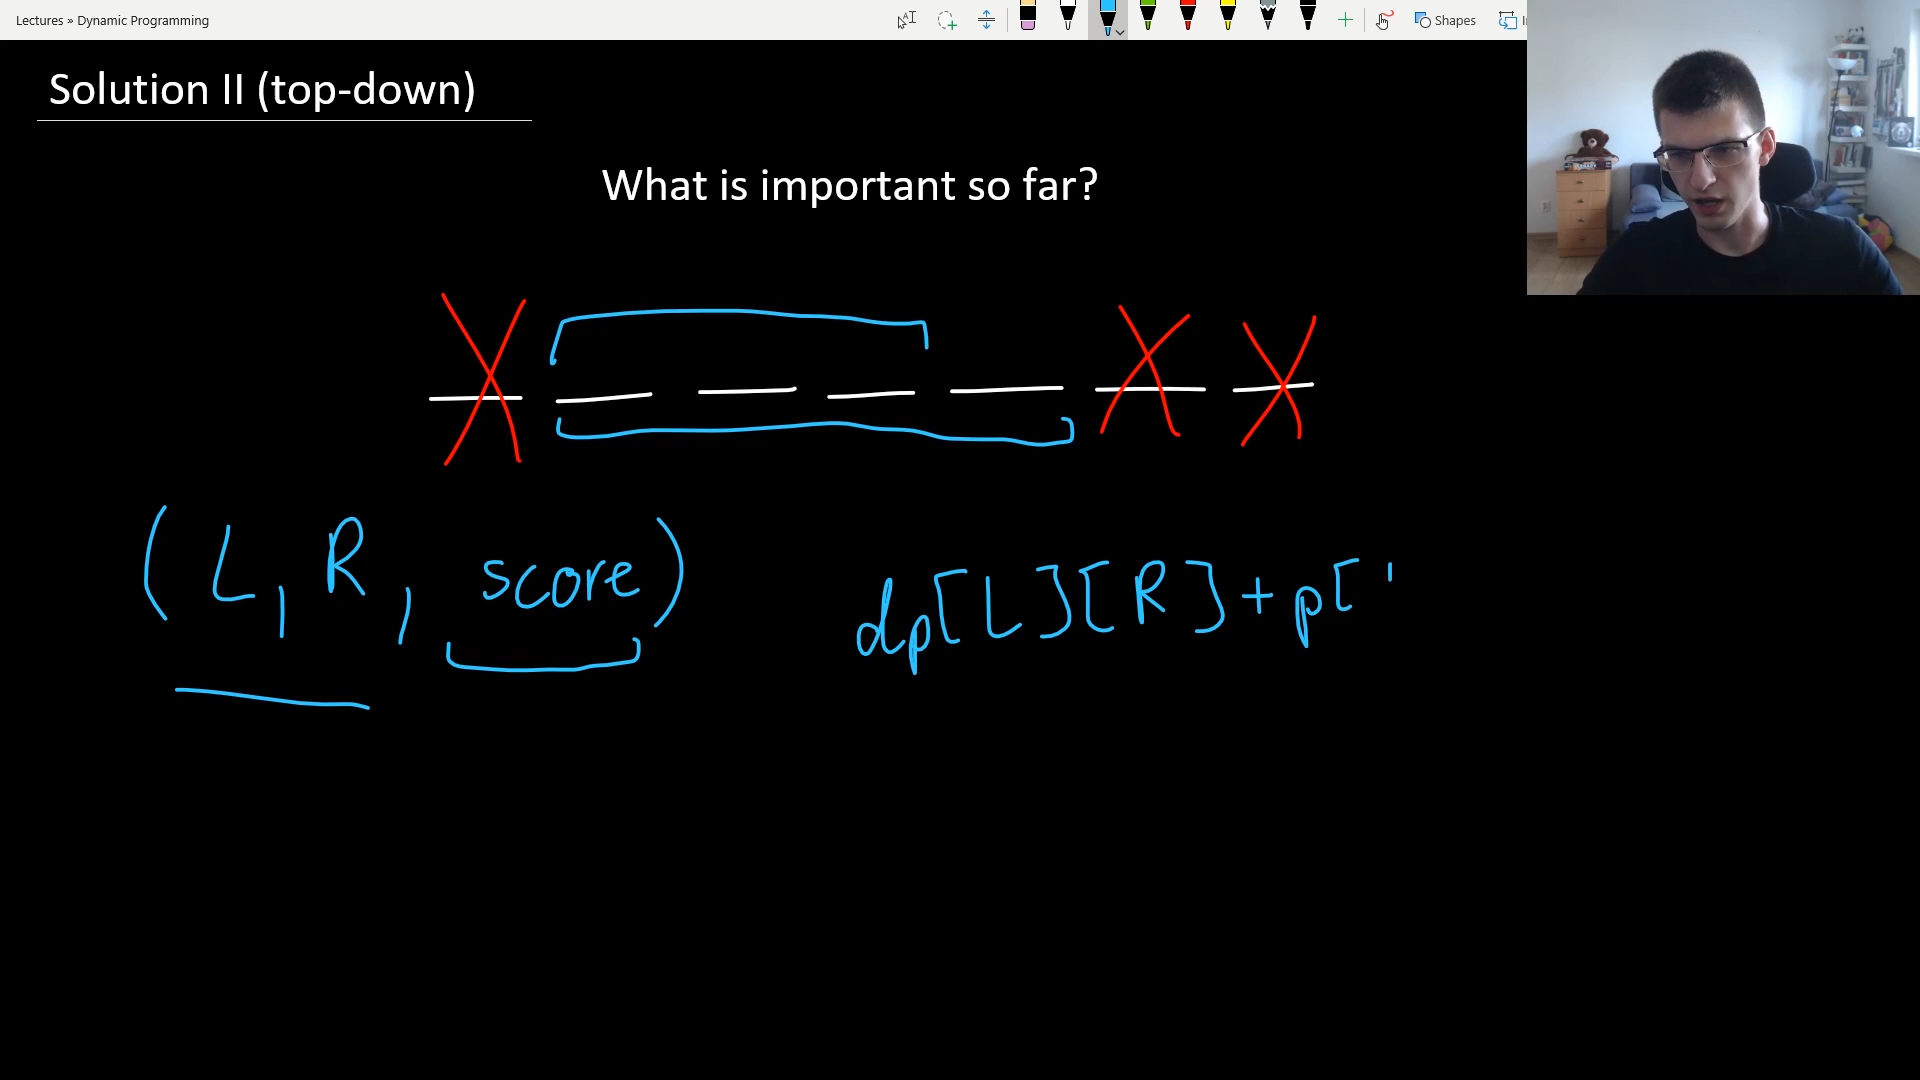 Lectures » Dynamic Programming
Shapes
Solution II (top-down)
What is important so far?
( L, R, score)
dp[L][R]+p[